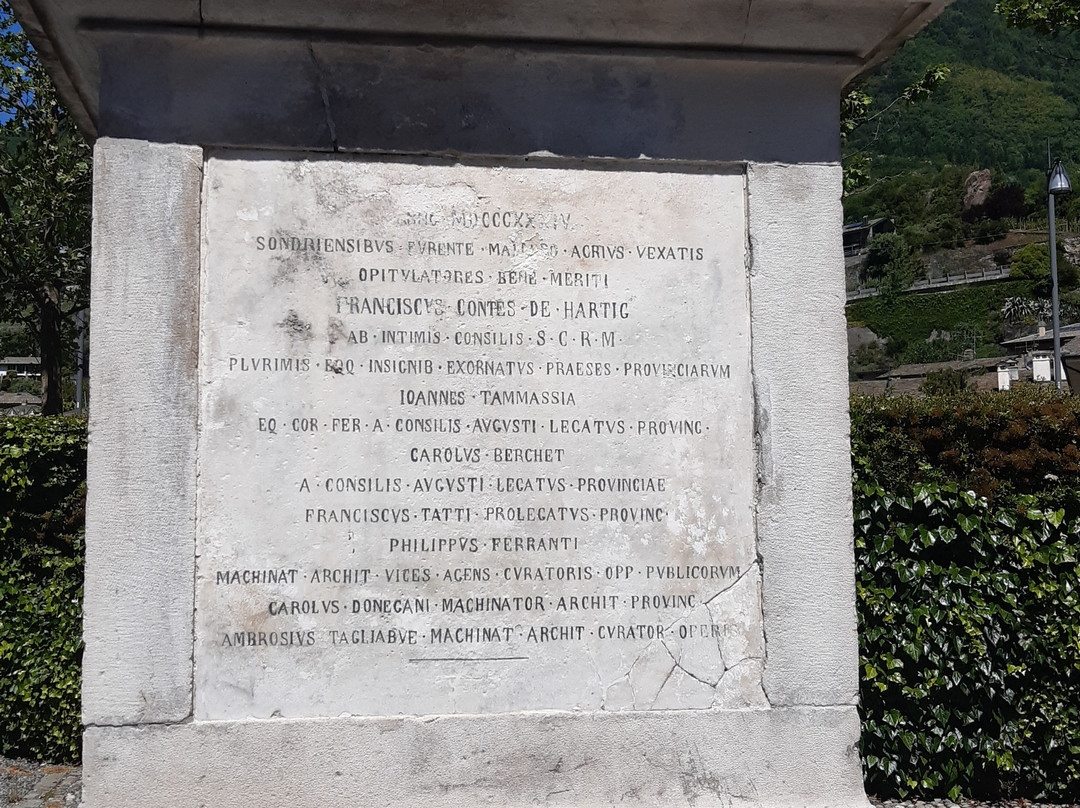 MDCCCXXXIV
SONDRIENSIBVS · FVRENTE · MALLERO · ACRIVS · VEXATIS
OPITVLATORES · BENE · MERITI
FRANCISCVS · CONTES · DE · HARTIG
AB · INTIMIS · CONSILIS · S · C · R · M ·
PLVRIMIS · EQQ · INSIGNIB · EXORNATVS · PRAESES · PROVINCIARVM
IOANNES · TAMMASSIA
EQ · COR · FER · A · CONSILIS · AVGVSTI · LEGATVS · PROVINC ·
CAROLVS · BERCHET
A · CONSILIS · AVGVSTI · LEGATVS · PROVINCIAE
FRANCISCVS · TATTI · PROLEGATVS · PROVINC ·
PHILIPPVS · FERRANTI
MACHINAT · ARCHIT · VICES · AGENS · CVRATORIS · OPP · PVBLICORVM
CAROLVS · DONEGANI · MACHINATOR · ARCHIT · PROVINC
AMBROSIVS · TAGLIABVE · MACHINAT · ARCHIT · CVRATOR ·